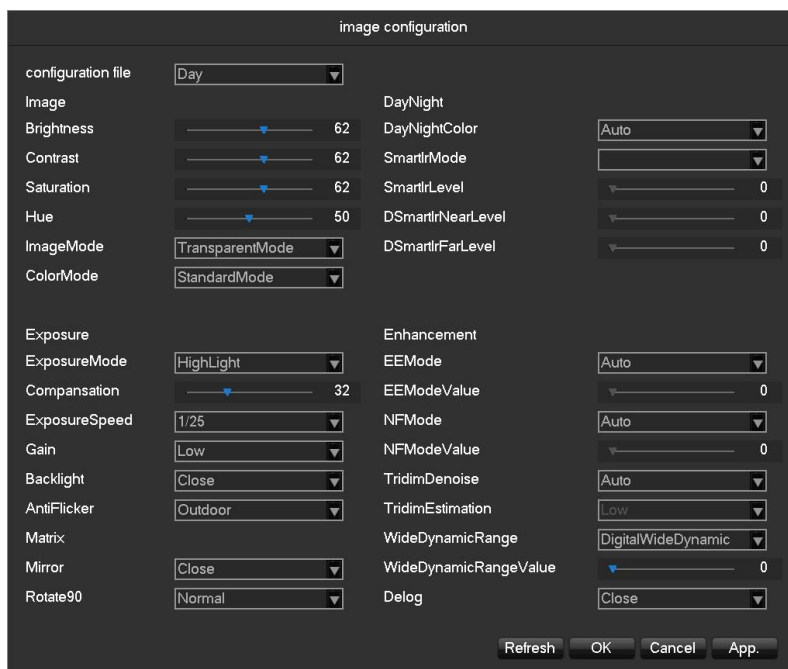 image configuration
configuration file Day
Image DayNight
Brightness 62 DayNightColor Auto
Contrast 62 SmartIrMode
Saturation 62 SmartIrLevel 0
Hue 50 DSmartIrNearLevel 0
ImageMode TransparentMode DSmartIrFarLevel 0
ColorMode StandardMode
Exposure Enhancement
ExposureMode HighLight EEMode Auto
Compansation 32 EEModeValue 0
ExposureSpeed 1/25 NFMode Auto
Gain Low NFModeValue 0
Backlight Close TridimDenoise Auto
AntiFlicker Outdoor TridimEstimation Low
Matrix WideDynamicRange DigitalWideDynamic
Mirror Close WideDynamicRangeValue 0
Rotate90 Normal Delog Close
Refresh OK Cancel App.